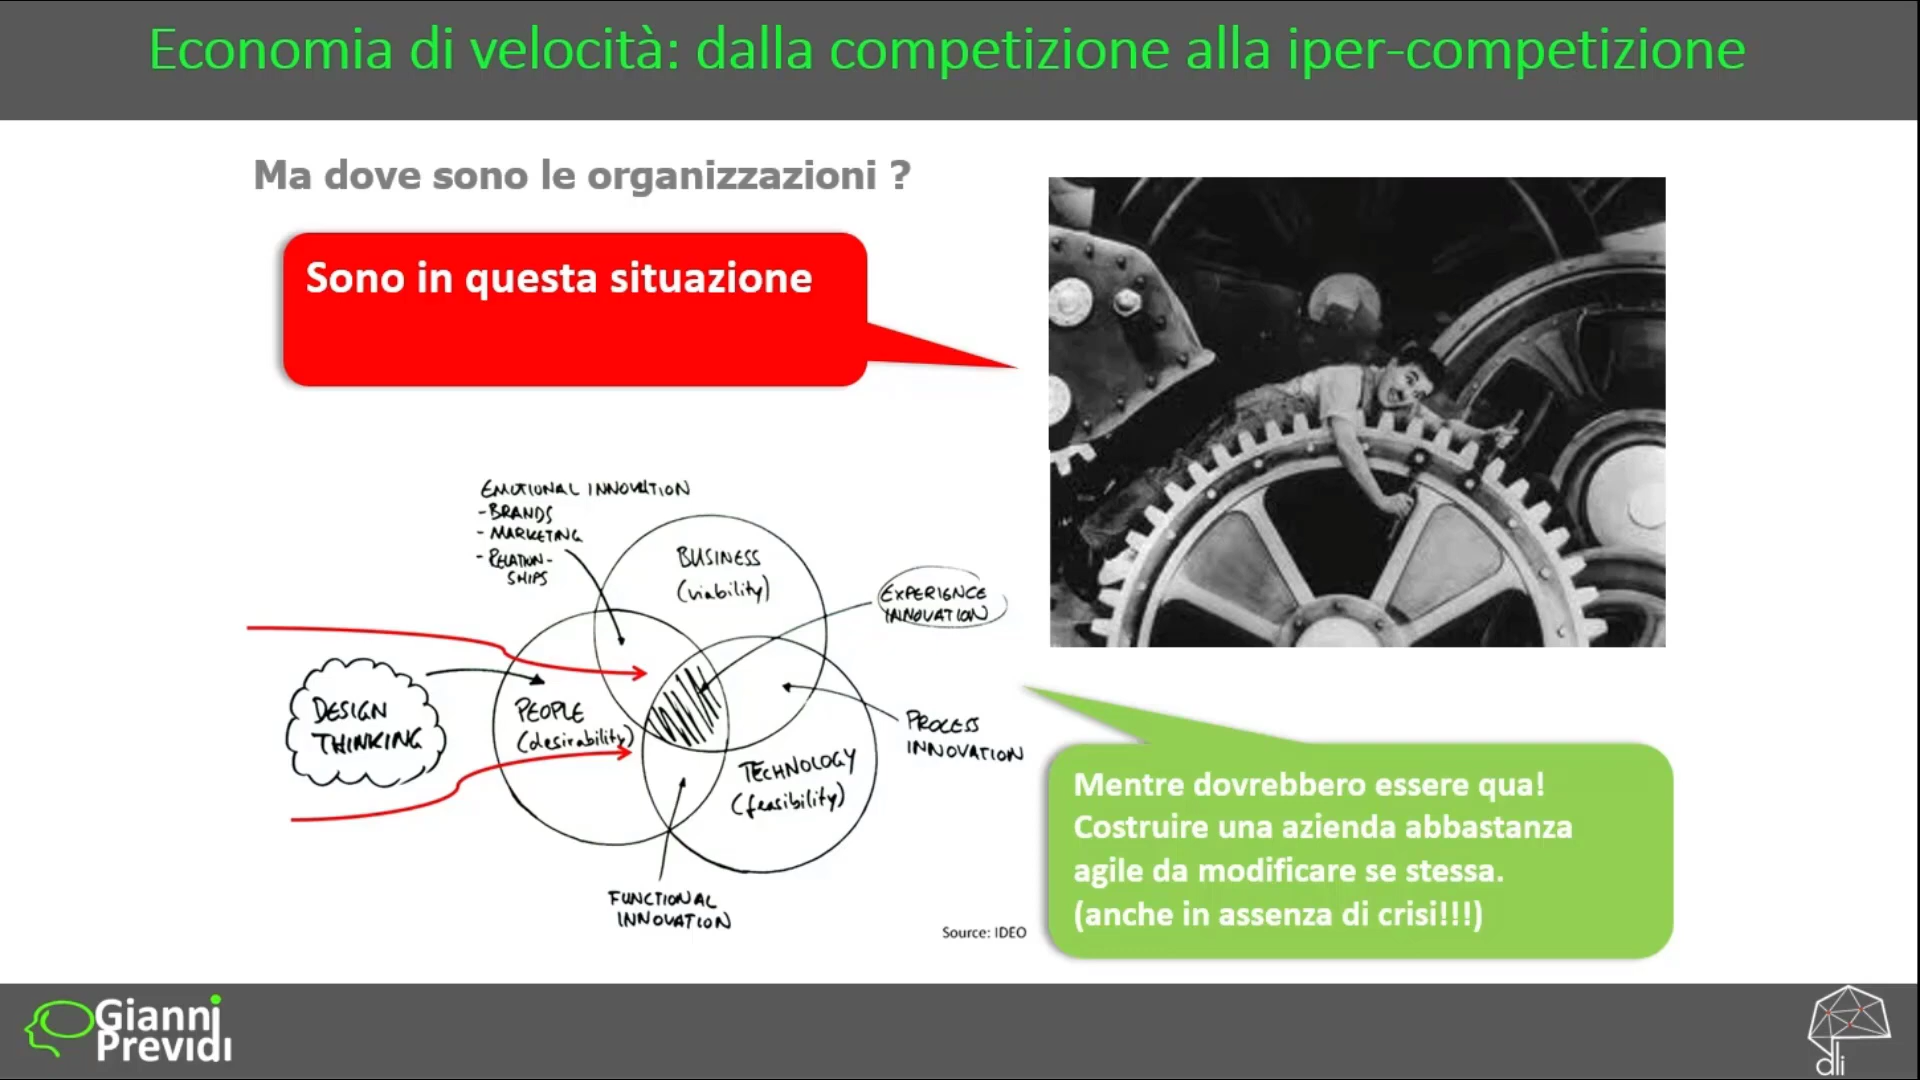 Economia di velocità: dalla competizione alla iper-competizione
Ma dove sono le organizzazioni ?
Sono in questa situazione
EMOTIONAL INNOVATION
- BRANDS
- MARKETING
- RELATION-
SHIPS
BUSINESS
(viability)
EXPERIENCE
INNOVATION
DESIGN
THINKING
PEOPLE
(desirability)
TECHNOLOGY
(feasibility)
PROCESS
INNOVATION
FUNCTIONAL
INNOVATION
Source: IDEO
Mentre dovrebbero essere qua!
Costruire una azienda abbastanza
agile da modificare se stessa.
(anche in assenza di crisi!!!)
Gianni
Previdi
dli